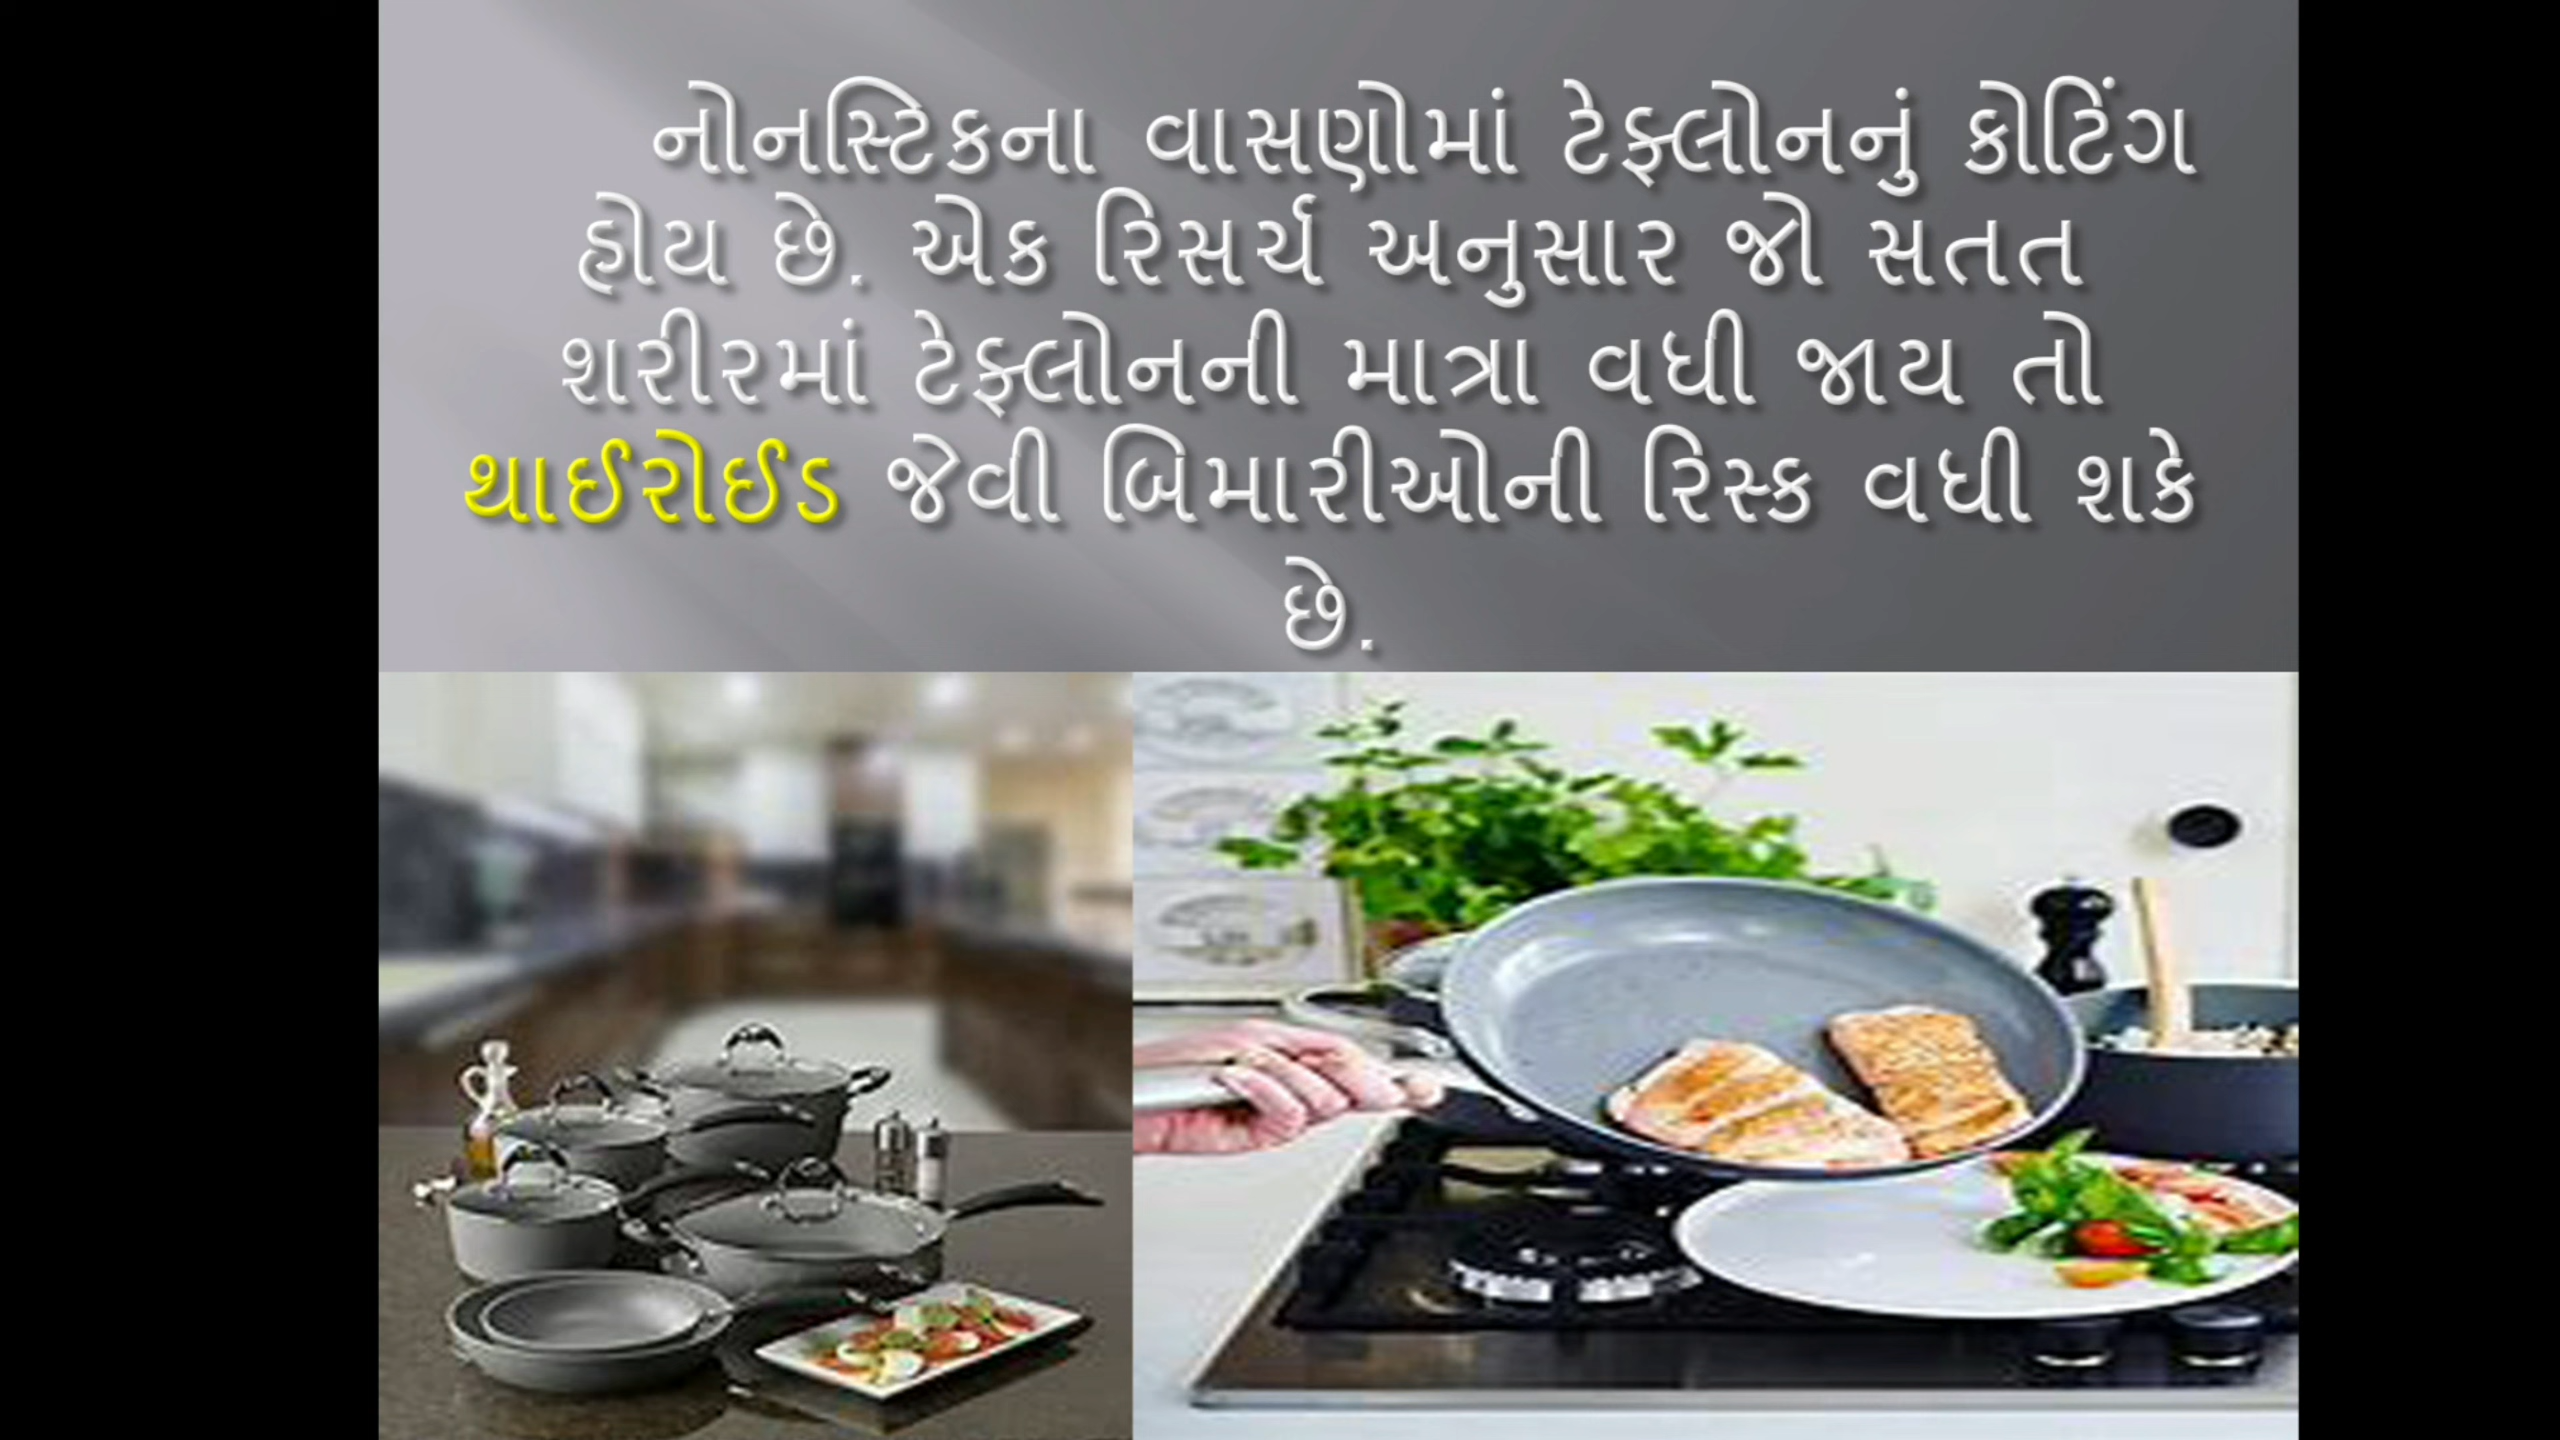 નોનસ્ટિકના વાસણોમાં ટેફ્લોનનું કોટિંગ
હોય છે. એક રિસર્ચ અનુસાર જો સતત
શરીરમાં ટેફ્લોનની માત્રા વધી જાય તો
થાઈરોઈડ જેવી બિમારીઓની રિસ્ક વધી શકે
છે.